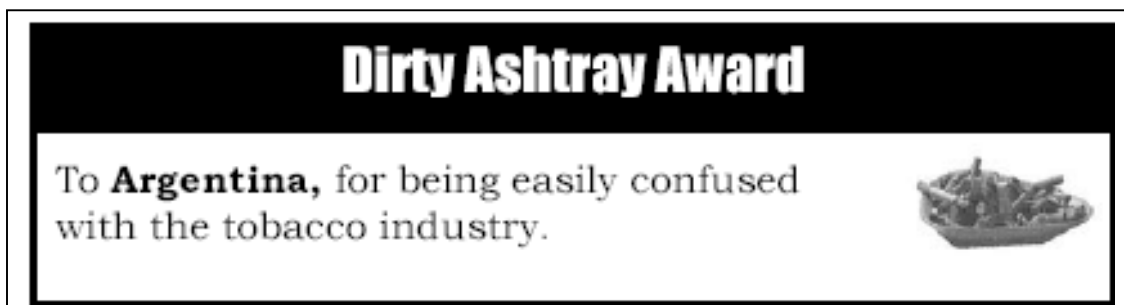 Dirty Ashtray Award
To Argentina, for being easily confused
with the tobacco industry.